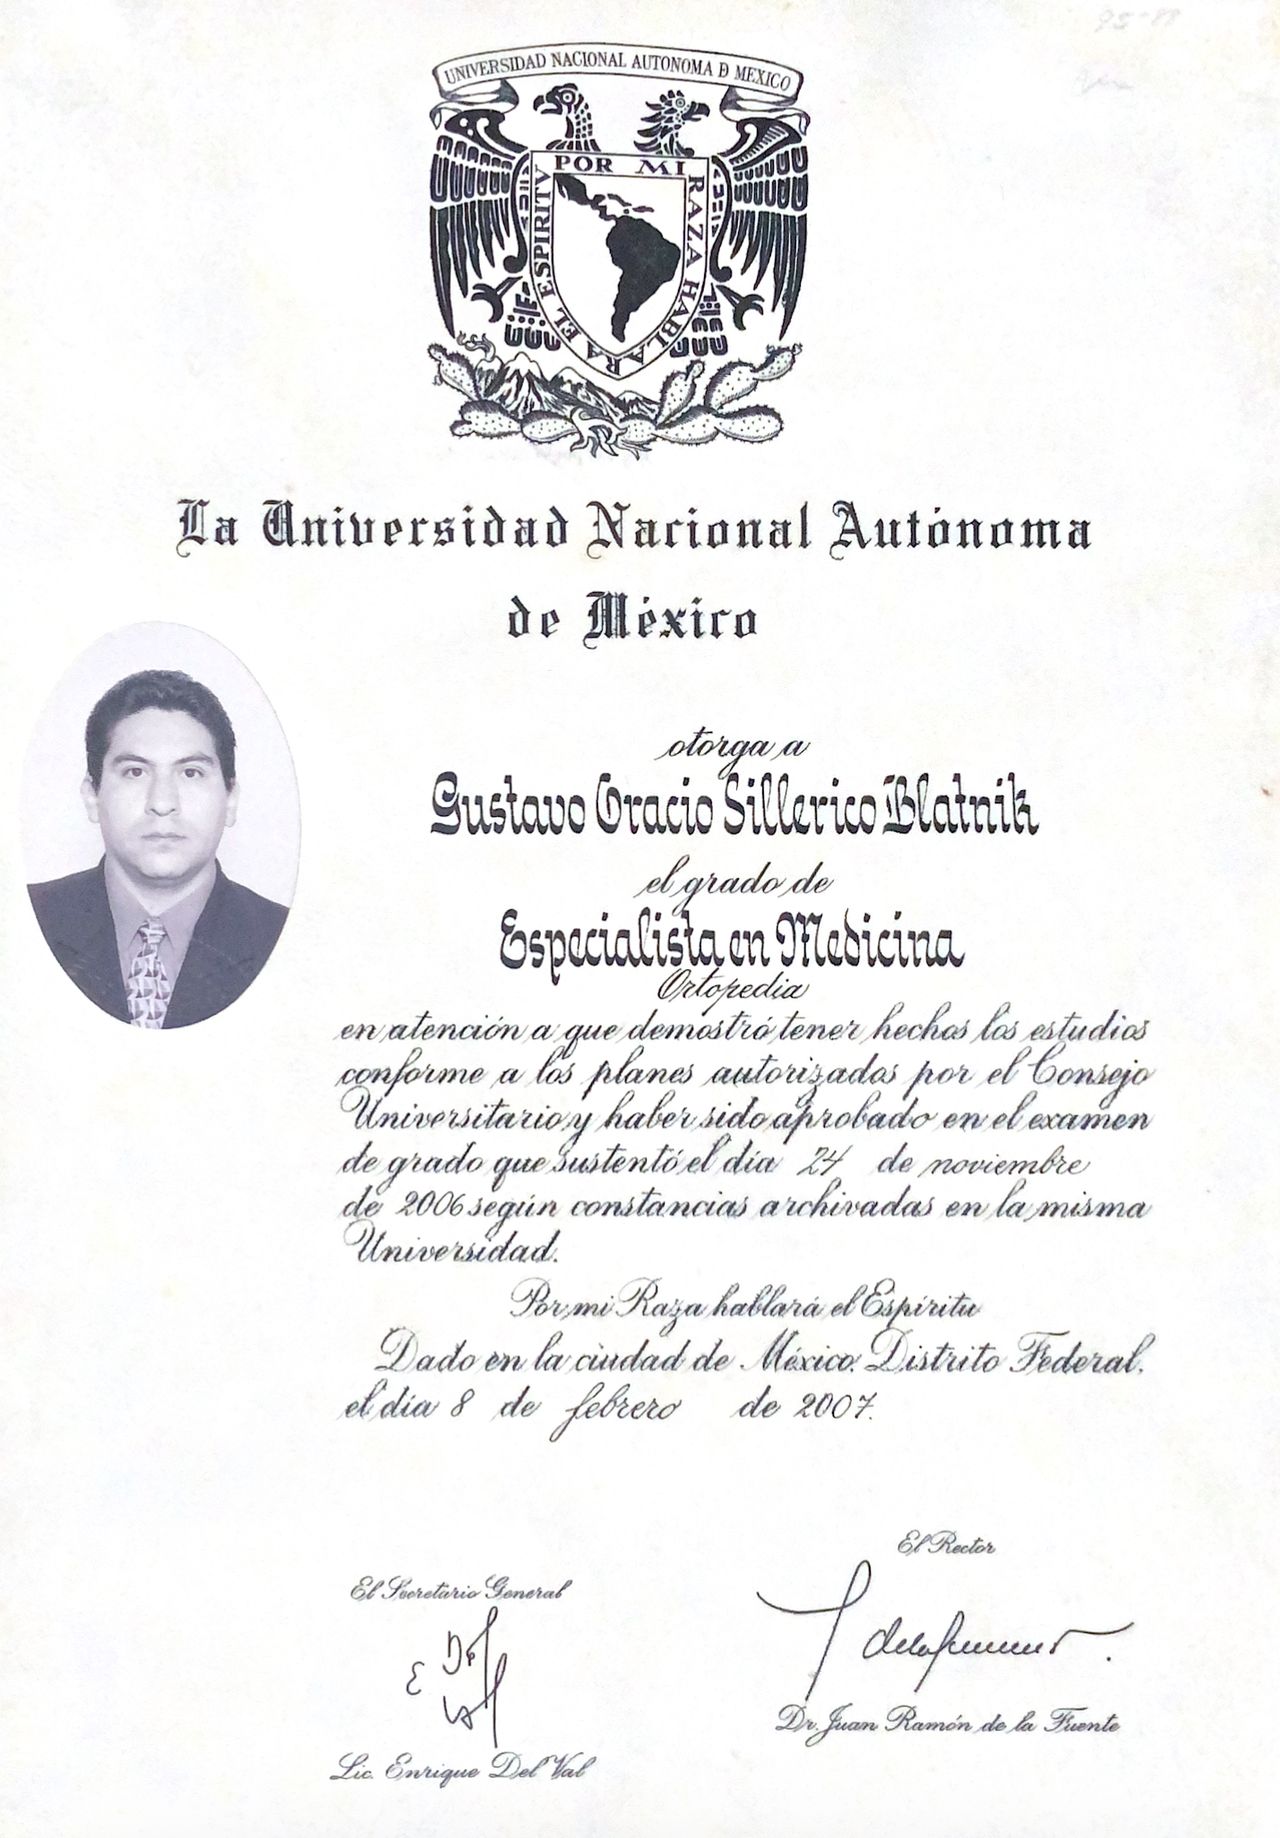 95-88
UNIVERSIDAD NACIONAL AUTONOMA D MEXICO
POR MI RAZA HABLARA EL ESPIRITV
La Universidad Nacional Autónoma
de México
otorga a
Gustavo Oracio Sillerico Blatnik
el grado de
Especialista en Medicina
Ortopedia
en atención a que demostró tener hechos los estudios
conforme a los planes autorizados por el Consejo
Universitario y haber sido aprobado en el examen
de grado que sustentó el día 24 de noviembre
de 2006 según constancias archivadas en la misma
Universidad.
Por mi Raza hablará el Espíritu
Dado en la ciudad de México, Distrito Federal,
el día 8 de febrero de 2007.
El Rector
El Secretario General
Dr. Juan Ramón de la Fuente
Lic. Enrique Del Val